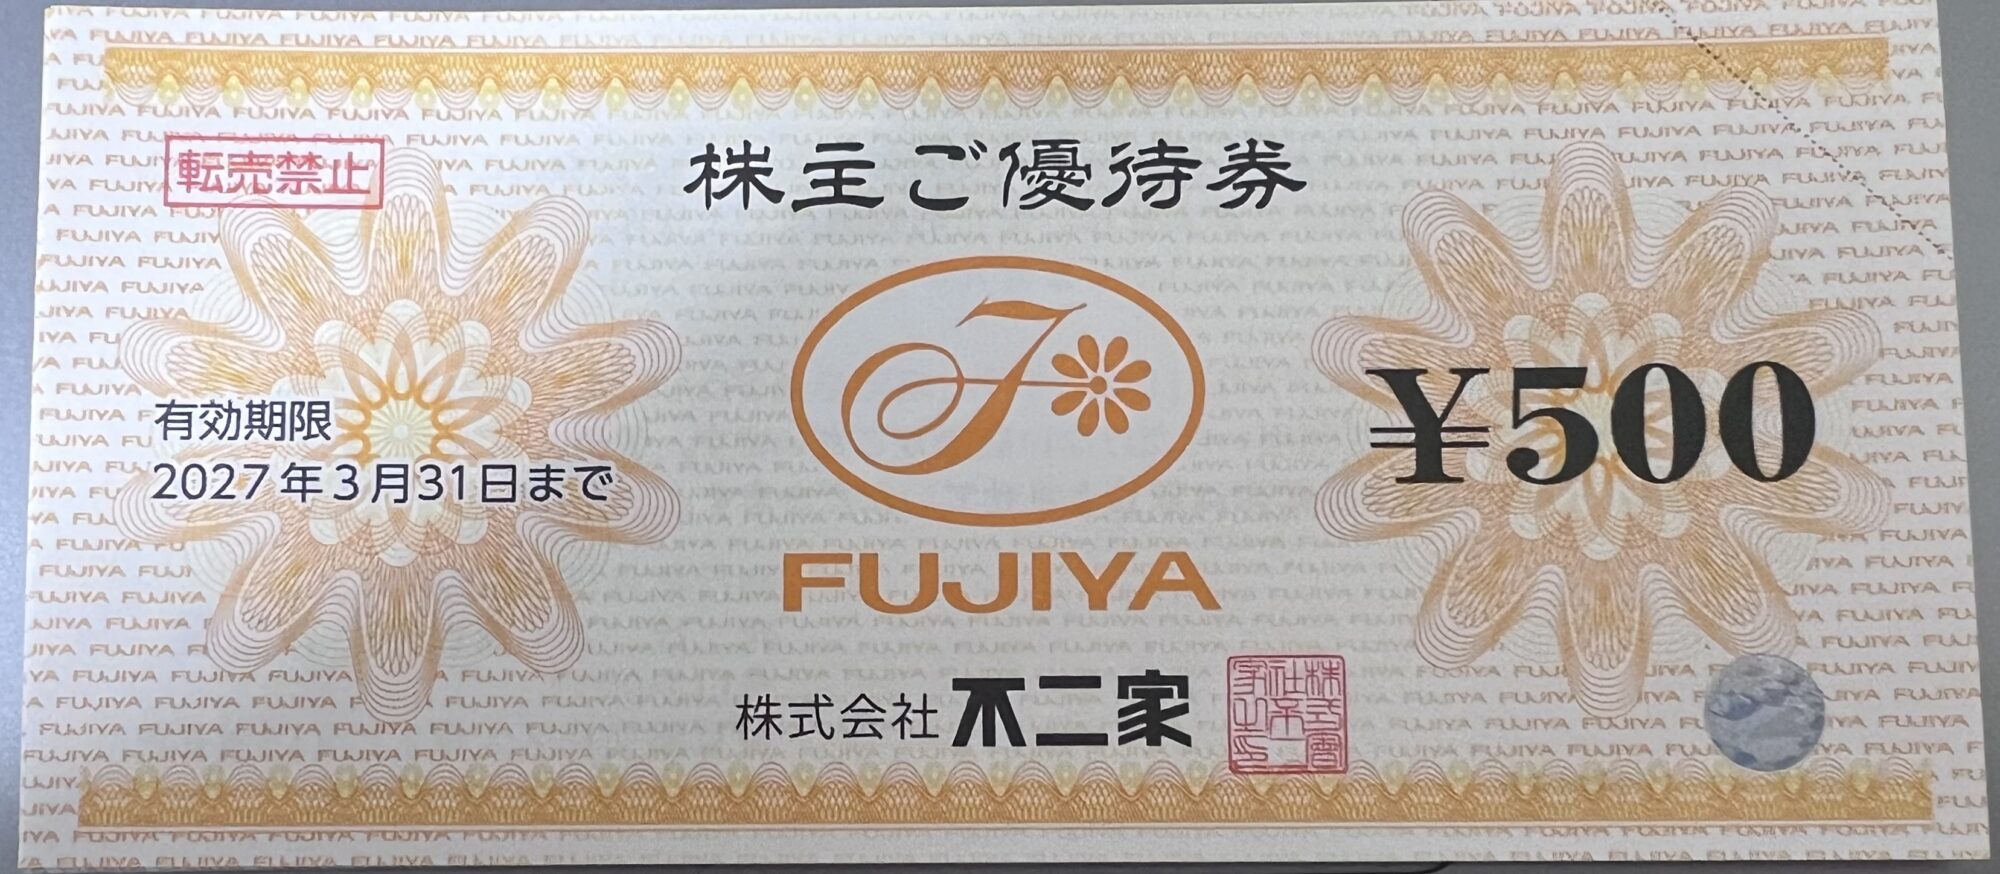 株主ご優待券
転売禁止
有効期限
2027年3月31日まで
FUJIYA
¥500
株式会社 不二家